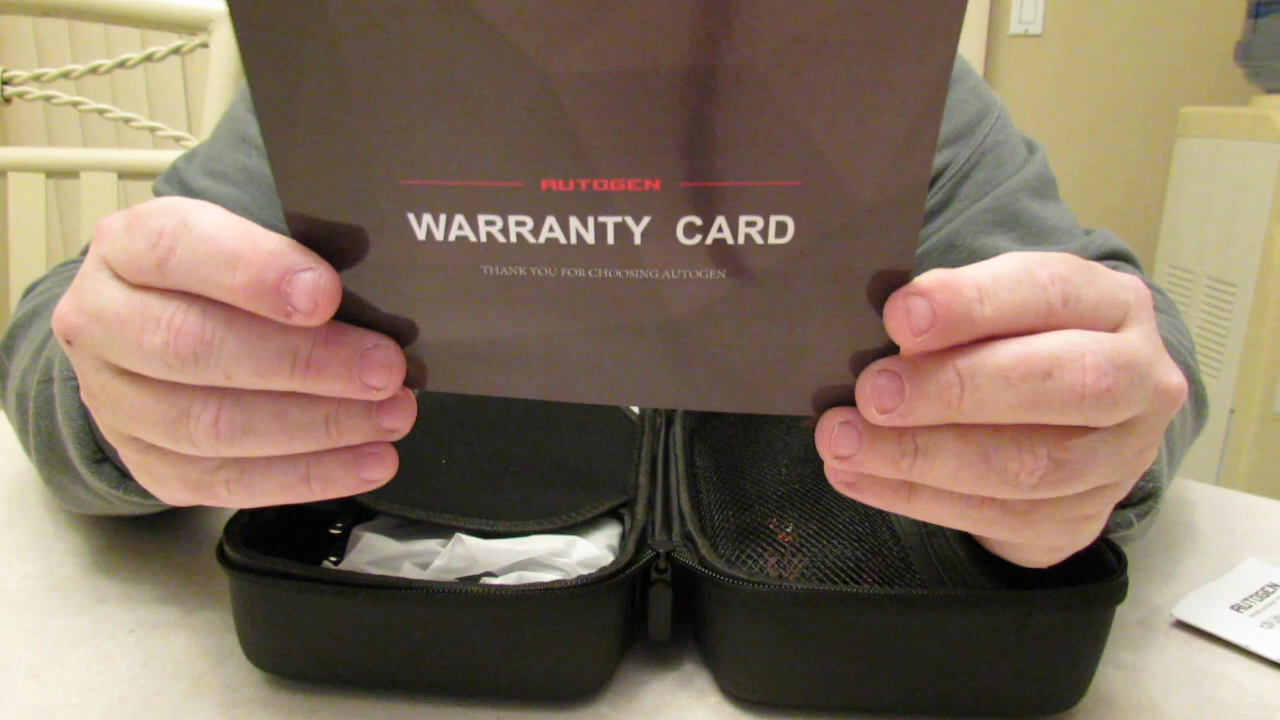 AUTOGEN
WARRANTY CARD
THANK YOU FOR CHOOSING AUTOGEN
AUTOGEN